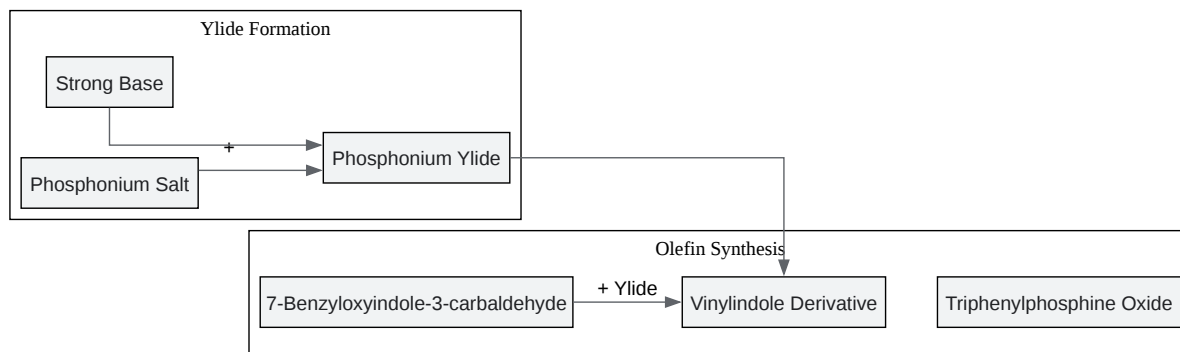 Ylide Formation
Strong Base
+
Phosphonium Ylide
Phosphonium Salt
Olefin Synthesis
7-Benzyloxyindole-3-carbaldehyde
+ Ylide
Vinylindole Derivative
Triphenylphosphine Oxide